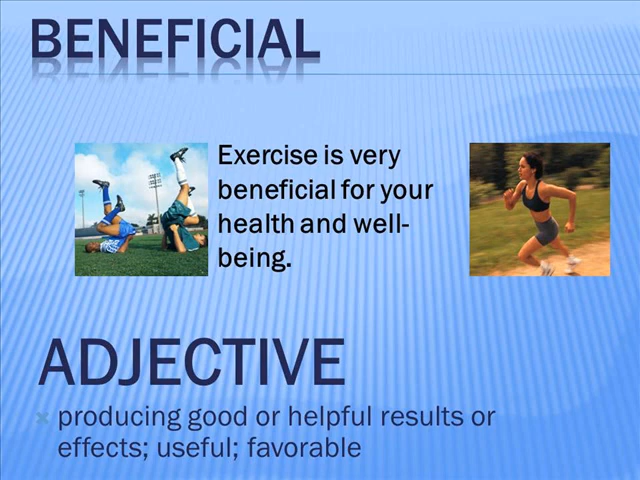 BENEFICIAL
Exercise is very
beneficial for your
health and well-
being.
ADJECTIVE
producing good or helpful results or
effects; useful; favorable